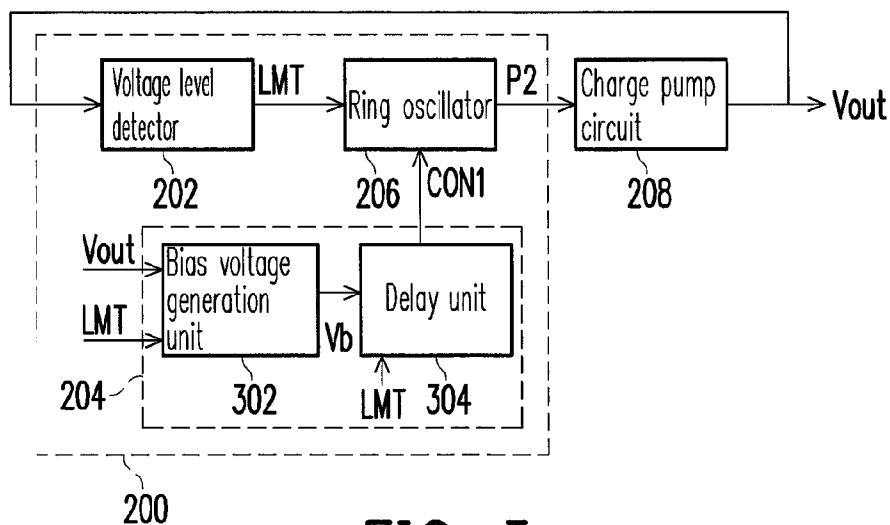 Voltage level
detector
LMT
Ring oscillator
P2
Charge pump
circuit
Vout
202
206
CON1
208
Vout
LMT
Bias voltage
generation
unit
Vb
Delay unit
204
302
LMT
304
200